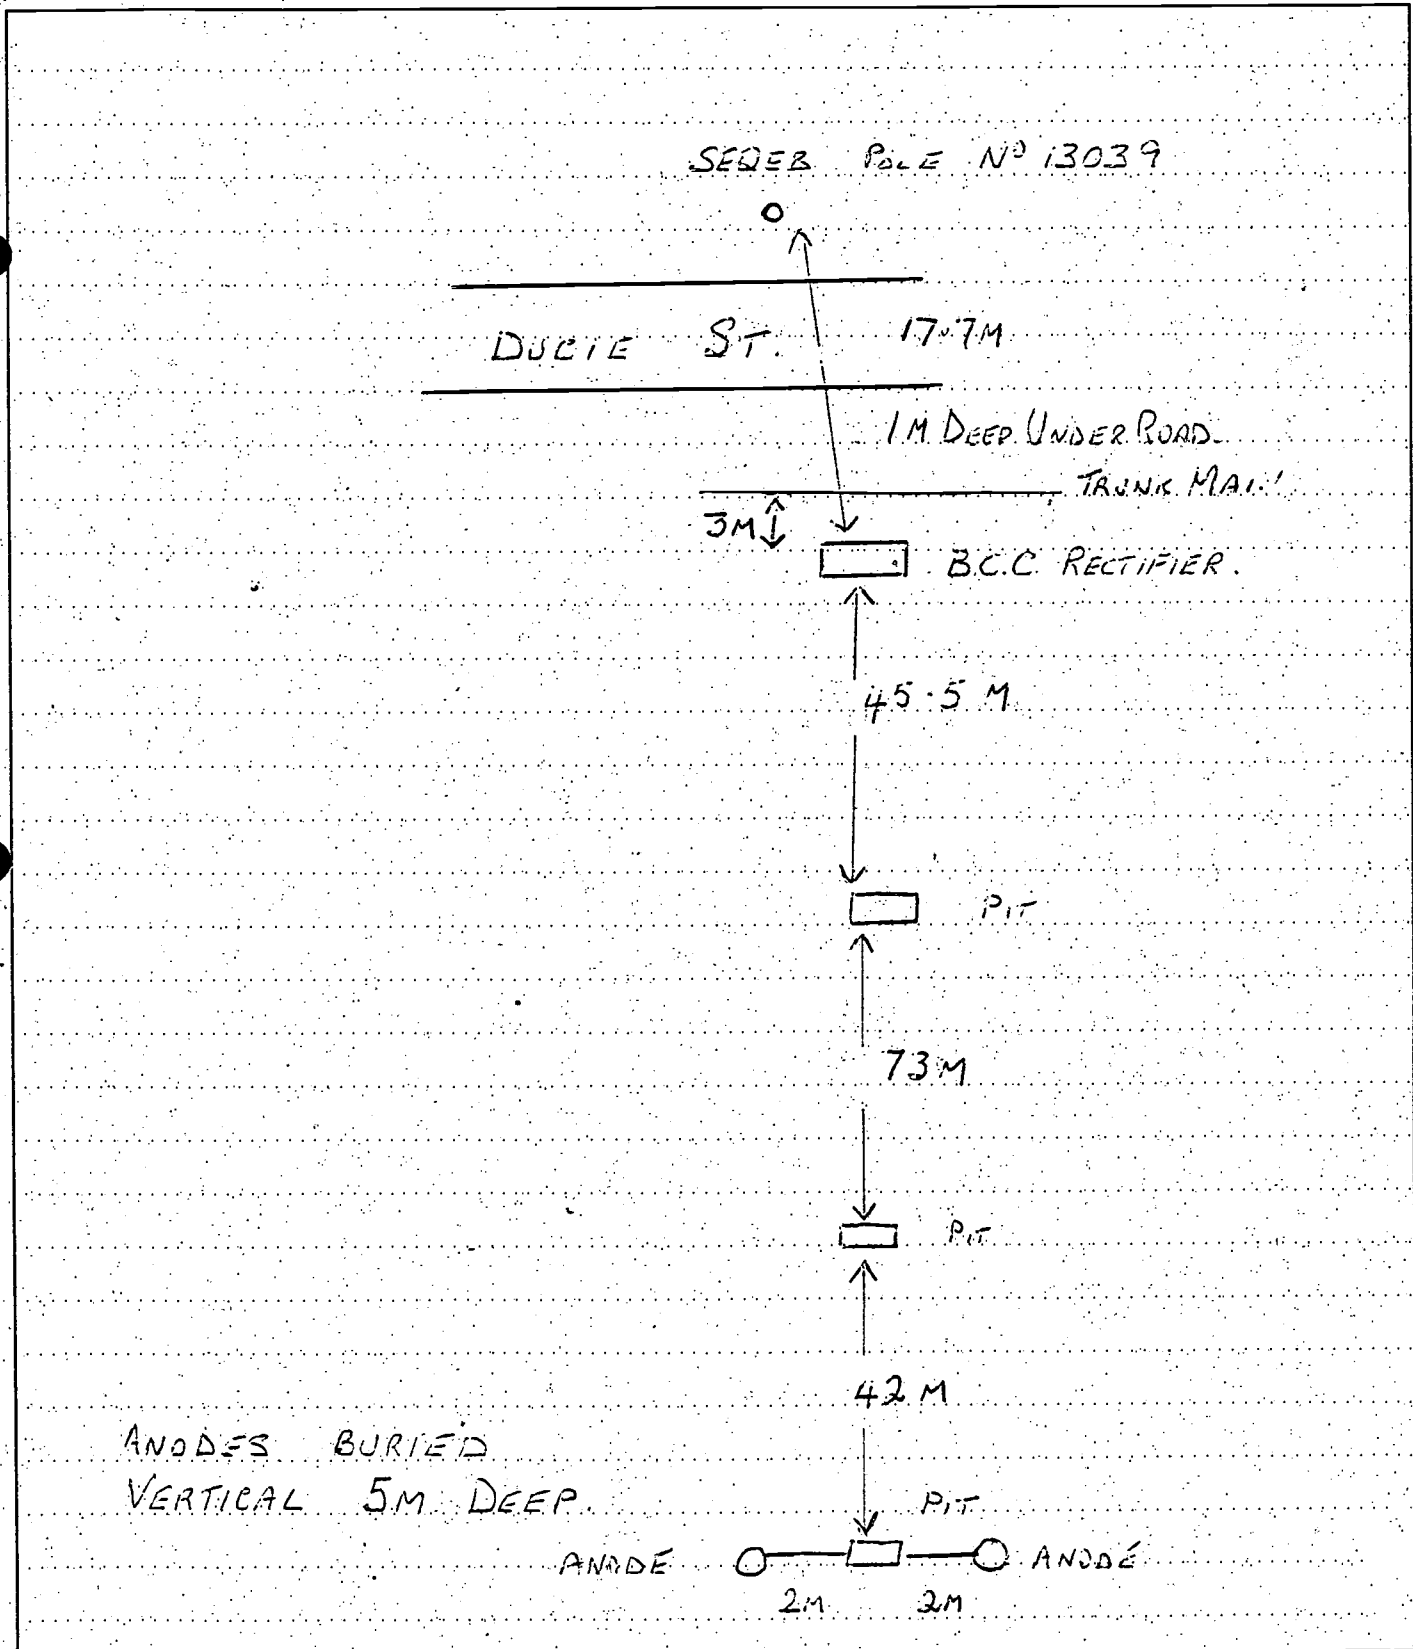 SEQEB POLE Nº 13039
DUCIE ST.
17.7M
1M DEEP UNDER ROAD.
TRUNK MAIN
3M
B.C.C. RECTIFIER.
45.5 M
PIT
73M
PIT
42M
ANODES BURIED
VERTICAL 5M DEEP.
PIT
ANODE
ANODE
2M
2M